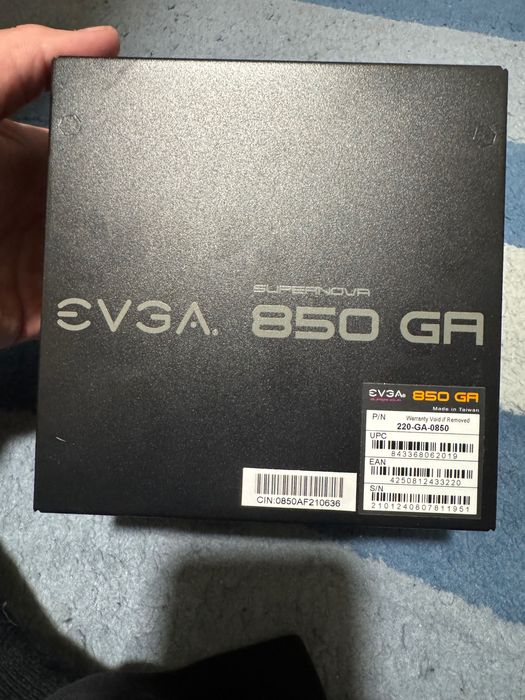 SUPERNOVA
EVGA. 850 GA
EVGA 850 GA
SUPERNOVA
Made in Taiwan
P/N Warranty Void if Removed
220-GA-0850
UPC
843368062019
EAN
4250812433220
S/N
2101240807811951
CIN:0850AF210636